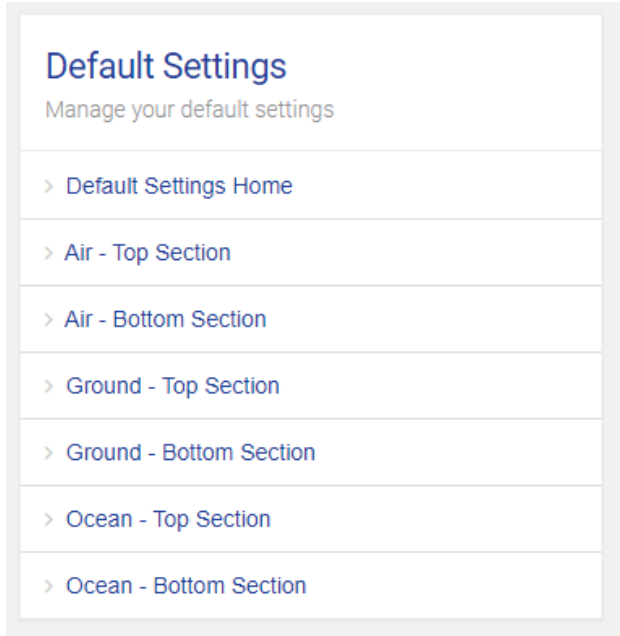 Default Settings
Manage your default settings
Default Settings Home
Air - Top Section
Air - Bottom Section
Ground - Top Section
Ground - Bottom Section
Ocean - Top Section
Ocean - Bottom Section